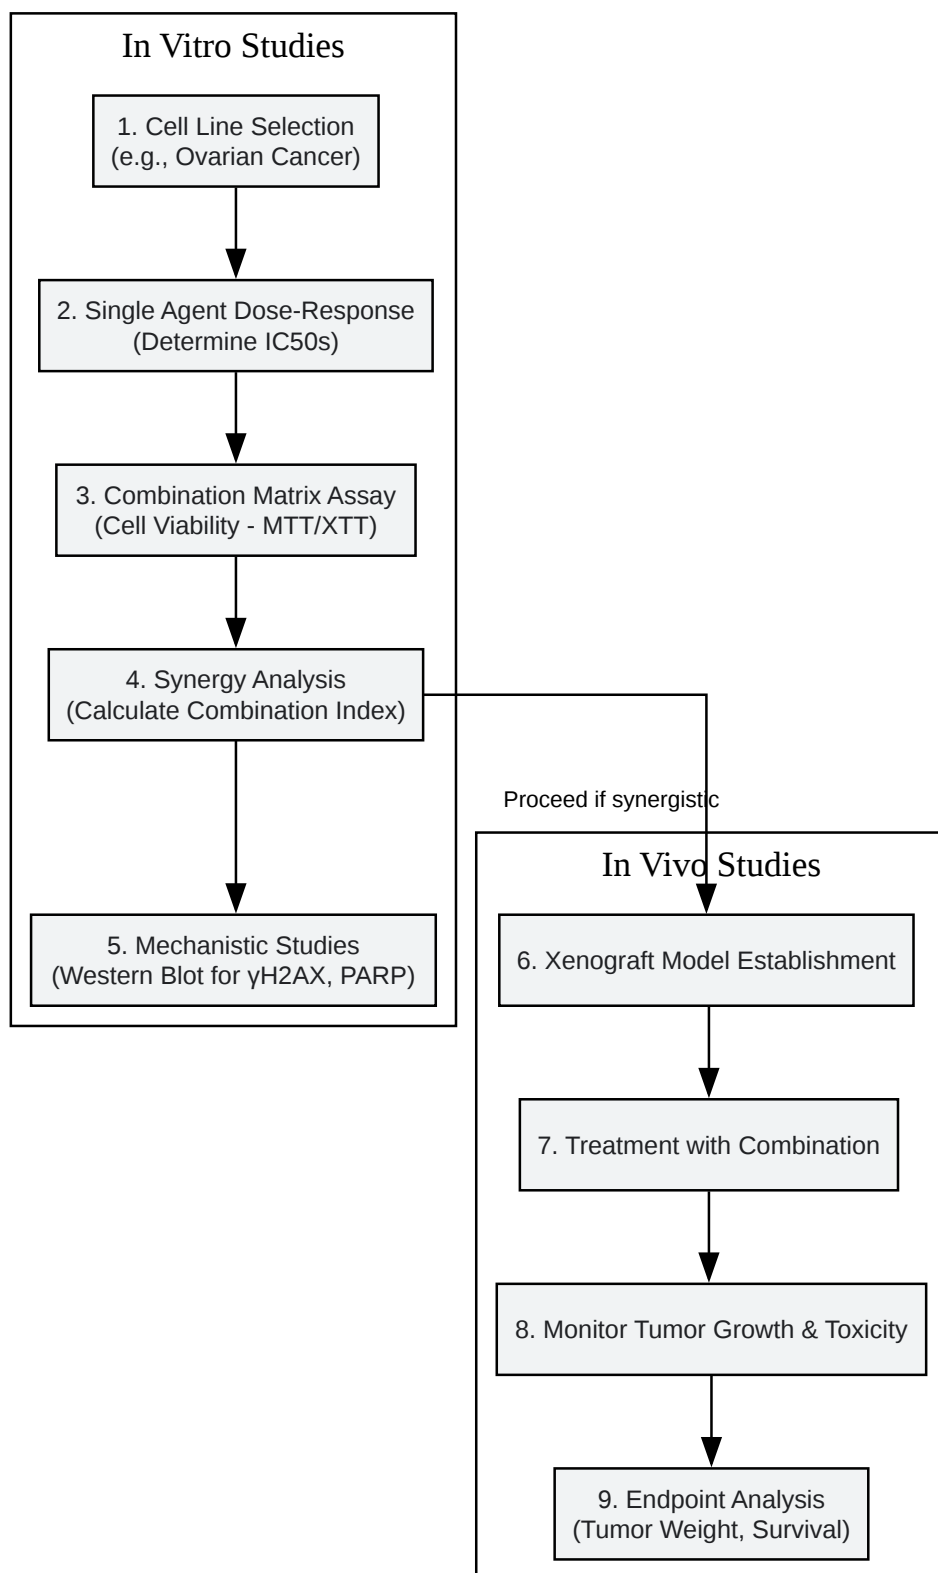 In Vitro Studies
1. Cell Line Selection
(e.g., Ovarian Cancer)
2. Single Agent Dose-Response
(Determine IC50s)
3. Combination Matrix Assay
(Cell Viability - MTT/XTT)
4. Synergy Analysis
(Calculate Combination Index)
5. Mechanistic Studies
(Western Blot for γH2AX, PARP)
Proceed if synergistic
In Vivo Studies
6. Xenograft Model Establishment
7. Treatment with Combination
8. Monitor Tumor Growth & Toxicity
9. Endpoint Analysis
(Tumor Weight, Survival)